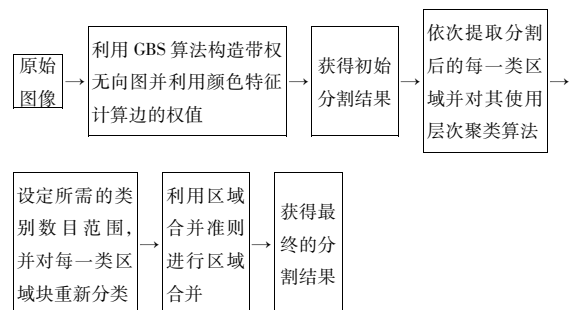 原始
图像
→
利用 GBS 算法构造带权
无向图并利用颜色特征
计算边的权值
→
获得初始
分割结果
→
依次提取分割
后的每一类区
域并对其使用
层次聚类算法
→
设定所需的类
别数目范围,
并对每一类区
域块重新分类
→
利用区域
合并准则
进行区域
合并
→
获得最
终的分
割结果